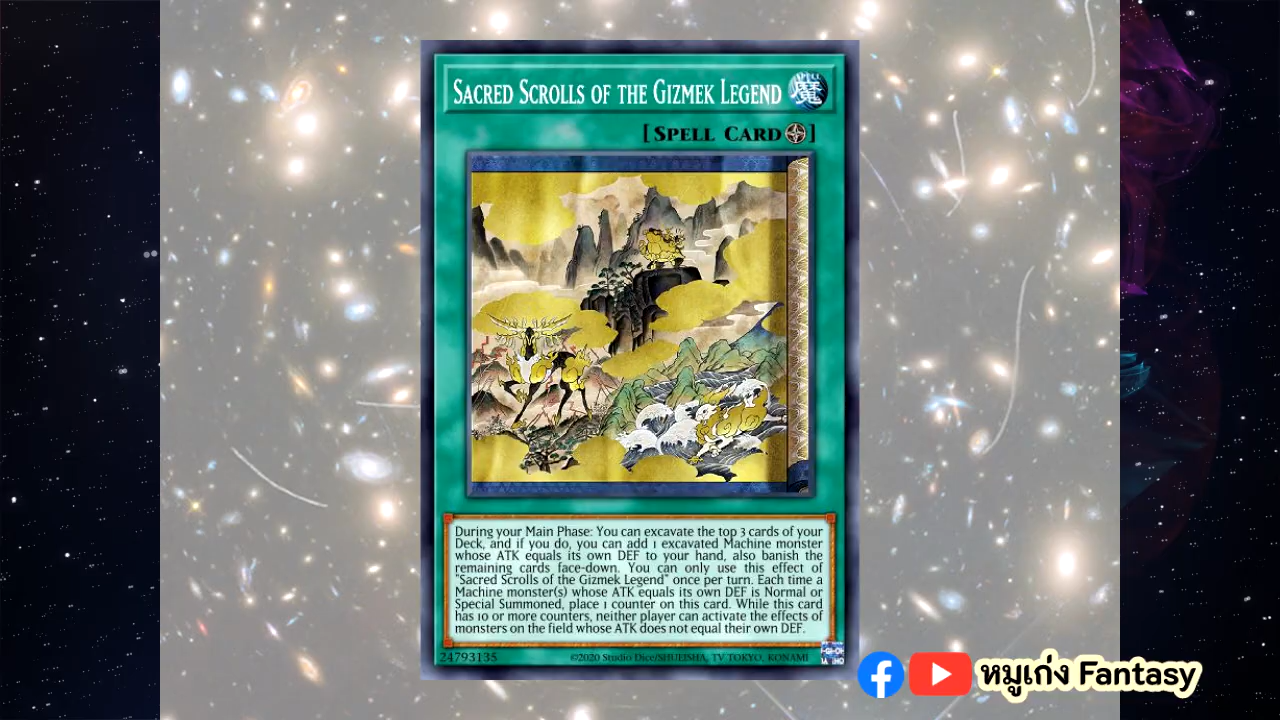 SACRED SCROLLS OF THE GIZMEK LEGEND
SPELL
魔
[SPELL CARD]
During your Main Phase: You can excavate the top 3 cards of your
Deck, and if you do, you can add 1 excavated Machine monster
whose ATK equals its own DEF to your hand, also banish the
remaining cards face-down. You can only use this effect of
"Sacred Scrolls of the Gizmek Legend" once per turn. Each time a
Machine monster(s) whose ATK equals its own DEF is Normal or
Special Summoned, place 1 counter on this card. While this card
has 10 or more counters, neither player can activate the effects of
monsters on the field whose ATK does not equal their own DEF.
24793135
©2020 Studio Dice/SHUEISHA, TV TOKYO, KONAMI
หมูเก่ง Fantasy